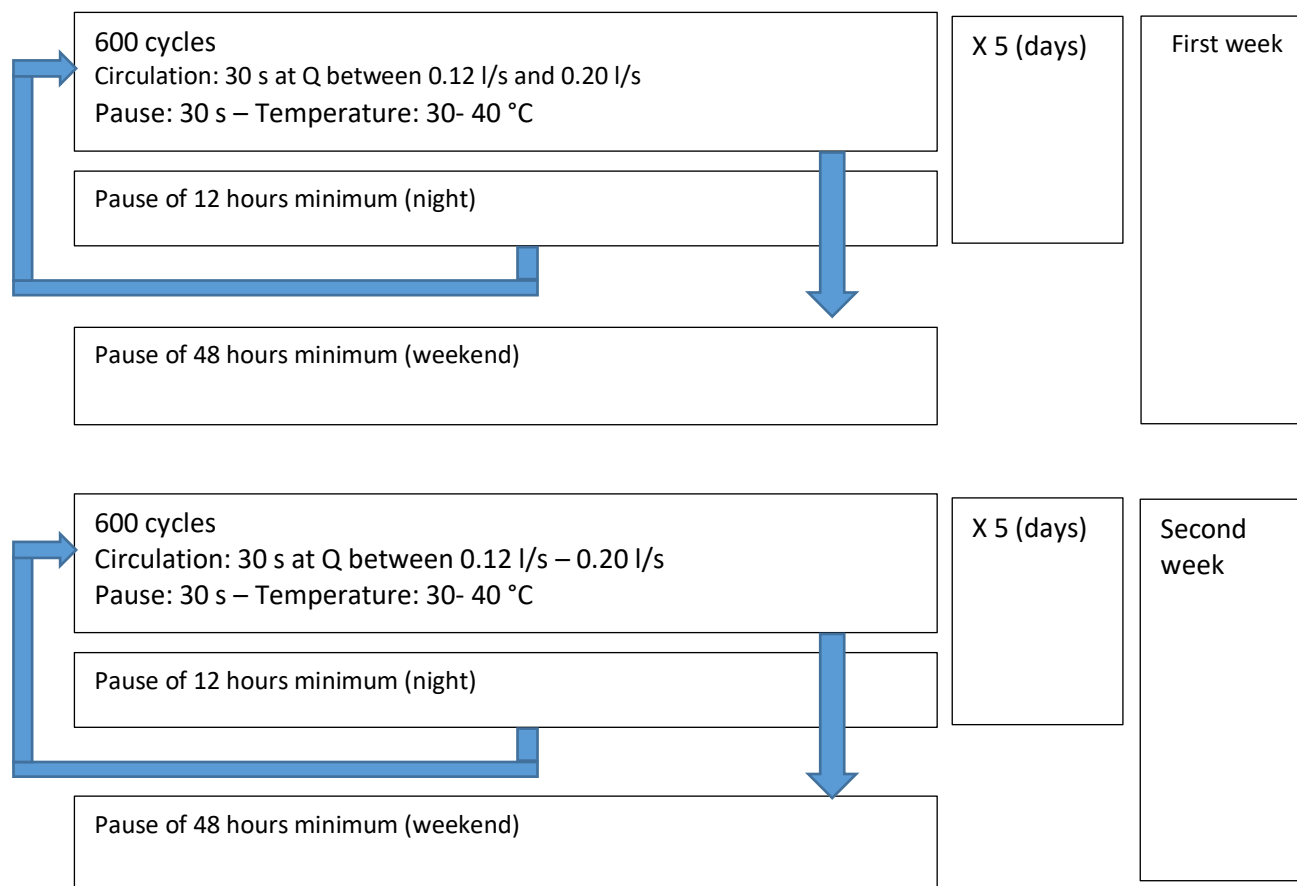 600 cycles
Circulation: 30 s at Q between 0.12 l/s and 0.20 l/s
Pause: 30 s – Temperature: 30- 40 °C
X 5 (days)
First week
Pause of 12 hours minimum (night)
Pause of 48 hours minimum (weekend)
600 cycles
Circulation: 30 s at Q between 0.12 l/s – 0.20 l/s
Pause: 30 s – Temperature: 30- 40 °C
X 5 (days)
Second
week
Pause of 12 hours minimum (night)
Pause of 48 hours minimum (weekend)